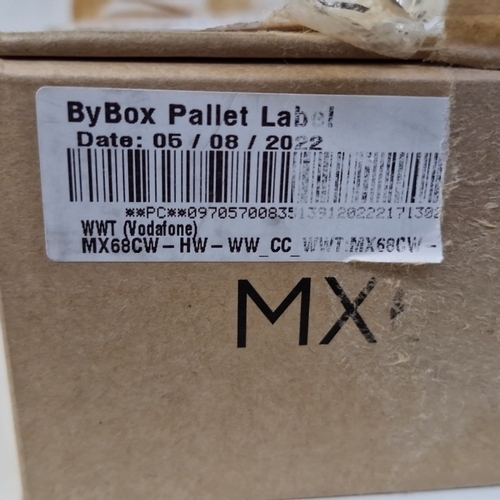 ByBox Pallet Label
Date: 05 / 08 / 2022
**PC**09705700835139120222171302
WWT (Vodafone)
MX68CW-HW-WW_CC_WWT:MX68CW-
MX